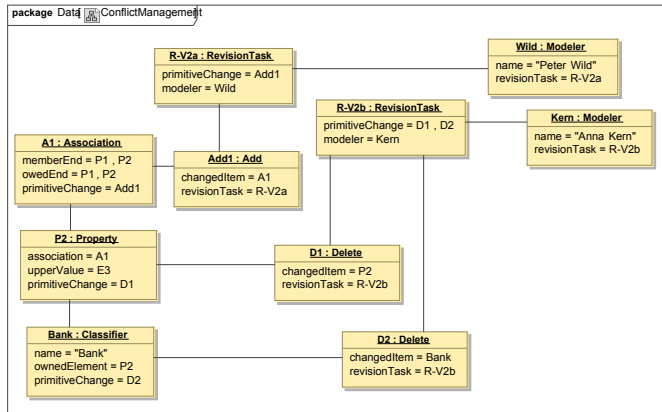 package Data[ ConflictManagement
R-V2a : RevisionTask
primitiveChange = Add1
modeler = Wild
Wild : Modeler
name = "Peter Wild"
revisionTask = R-V2a
R-V2b : RevisionTask
primitiveChange = D1 , D2
modeler = Kern
Kern : Modeler
name = "Anna Kern"
revisionTask = R-V2b
A1 : Association
memberEnd = P1 , P2
owedEnd = P1 , P2
primitiveChange = Add1
Add1 : Add
changedItem = A1
revisionTask = R-V2a
P2 : Property
association = A1
upperValue = E3
primitiveChange = D1
D1 : Delete
changedItem = P2
revisionTask = R-V2b
Bank : Classifier
name = "Bank"
ownedElement = P2
primitiveChange = D2
D2 : Delete
changedItem = Bank
revisionTask = R-V2b